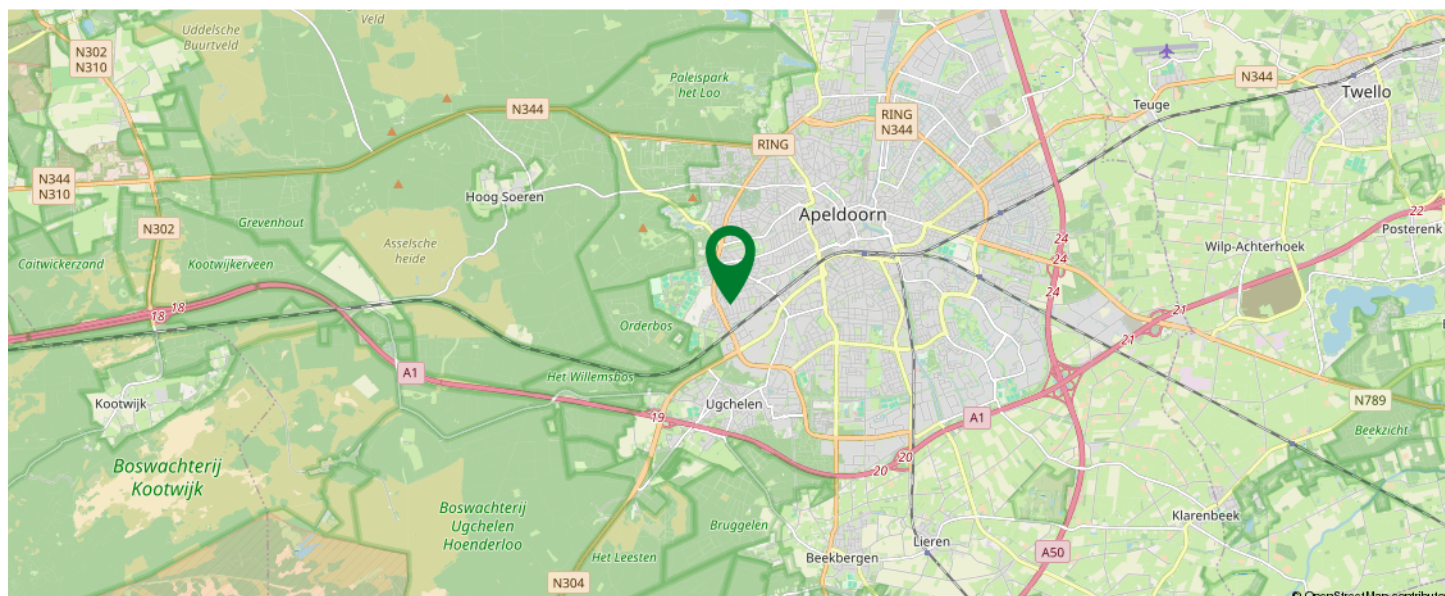 Uddelsche
Buurtveld
Veld
N302
N310
Paleispark
het Loo
N344
N344
Twello
Teuge
RING
N344
RING
N344
N310
Hoog Soeren
Grevenhout
N302
Asselsche
heide
Apeldoorn
22
Posterenk
24
24
24
Wilp-Achterhoek
Caitwickerzand
Kootwijkerveen
18
18
21
21
Orderbos
A1
Het Willemsbos
Kootwijk
Ugchelen
19
A1
N789
Beekzicht
20
20
Boswachterij
Kootwijk
Boswachterij
Ugchelen
Hoenderloo
Bruggelen
Klarenbeek
Het Leesten
Beekbergen
Lieren
A50
N304
© OpenStreetMap contributo